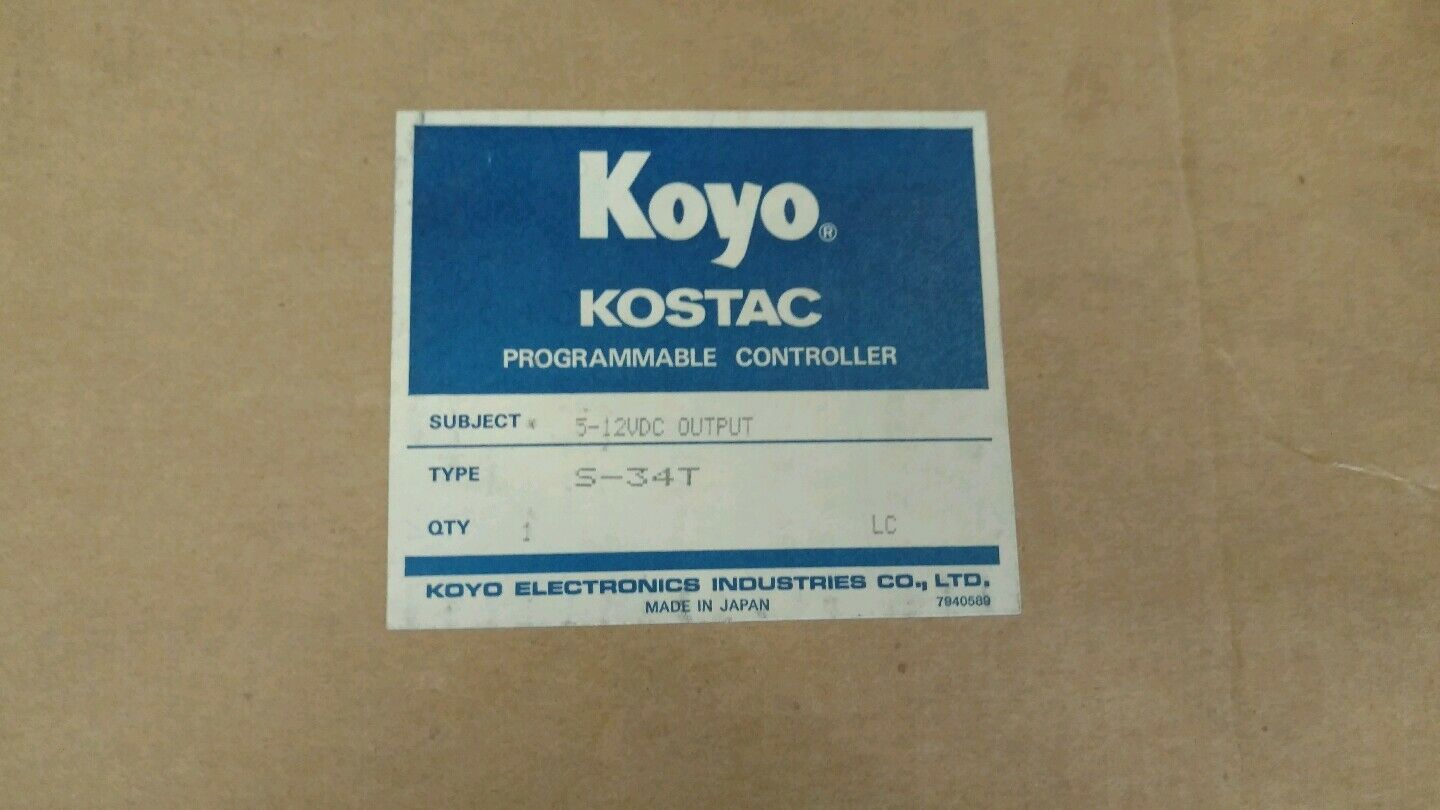 Koyo®
KOSTAC
PROGRAMMABLE CONTROLLER
SUBJECT * 5-12VDC OUTPUT
TYPE S-34T
QTY 1 LC
KOYO ELECTRONICS INDUSTRIES CO., LTD.
MADE IN JAPAN 7940589